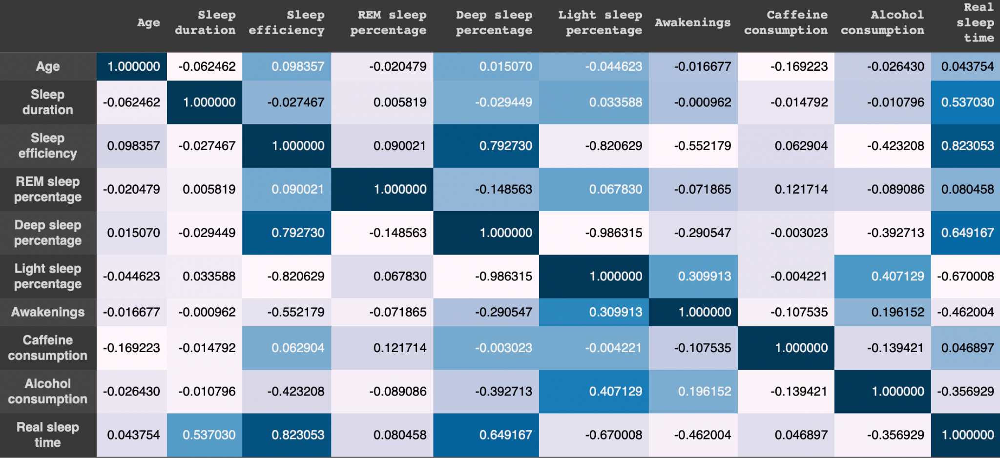 Age Sleep duration Sleep efficiency REM sleep percentage Deep sleep percentage Light sleep percentage Awakenings Caffeine consumption Alcohol consumption Real sleep time
Age 1.000000 -0.062462 0.098357 -0.020479 0.015070 -0.044623 -0.016677 -0.169223 -0.026430 0.043754
Sleep duration -0.062462 1.000000 -0.027467 0.005819 -0.029449 0.033588 -0.000962 -0.014792 -0.010796 0.537030
Sleep efficiency 0.098357 -0.027467 1.000000 0.090021 0.792730 -0.820629 -0.552179 0.062904 -0.423208 0.823053
REM sleep percentage -0.020479 0.005819 0.090021 1.000000 -0.148563 0.067830 -0.071865 0.121714 -0.089086 0.080458
Deep sleep percentage 0.015070 -0.029449 0.792730 -0.148563 1.000000 -0.986315 -0.290547 -0.003023 -0.392713 0.649167
Light sleep percentage -0.044623 0.033588 -0.820629 0.067830 -0.986315 1.000000 0.309913 -0.004221 0.407129 -0.670008
Awakenings -0.016677 -0.000962 -0.552179 -0.071865 -0.290547 0.309913 1.000000 -0.107535 0.196152 -0.462004
Caffeine consumption -0.169223 -0.014792 0.062904 0.121714 -0.003023 -0.004221 -0.107535 1.000000 -0.139421 0.046897
Alcohol consumption -0.026430 -0.010796 -0.423208 -0.089086 -0.392713 0.407129 0.196152 -0.139421 1.000000 -0.356929
Real sleep time 0.043754 0.537030 0.823053 0.080458 0.649167 -0.670008 -0.462004 0.046897 -0.356929 1.000000